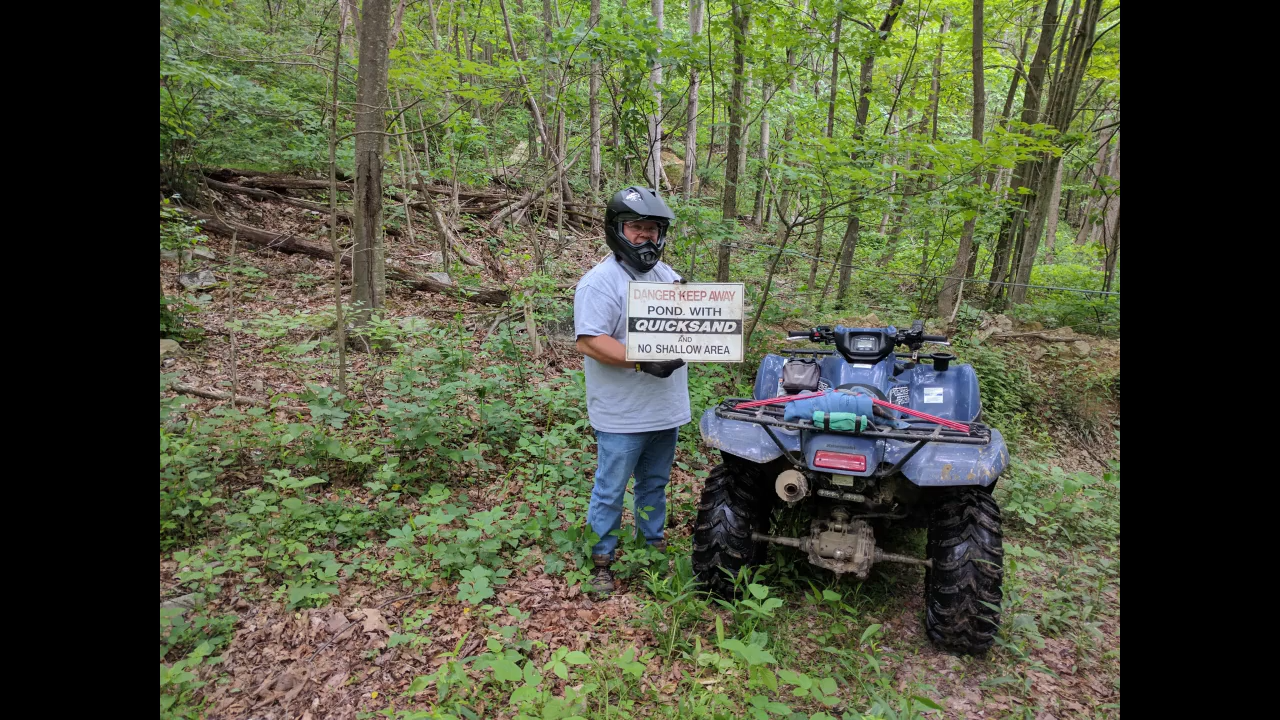 DANGER KEEP AWAY
POND. WITH
QUICKSAND
AND
NO SHALLOW AREA